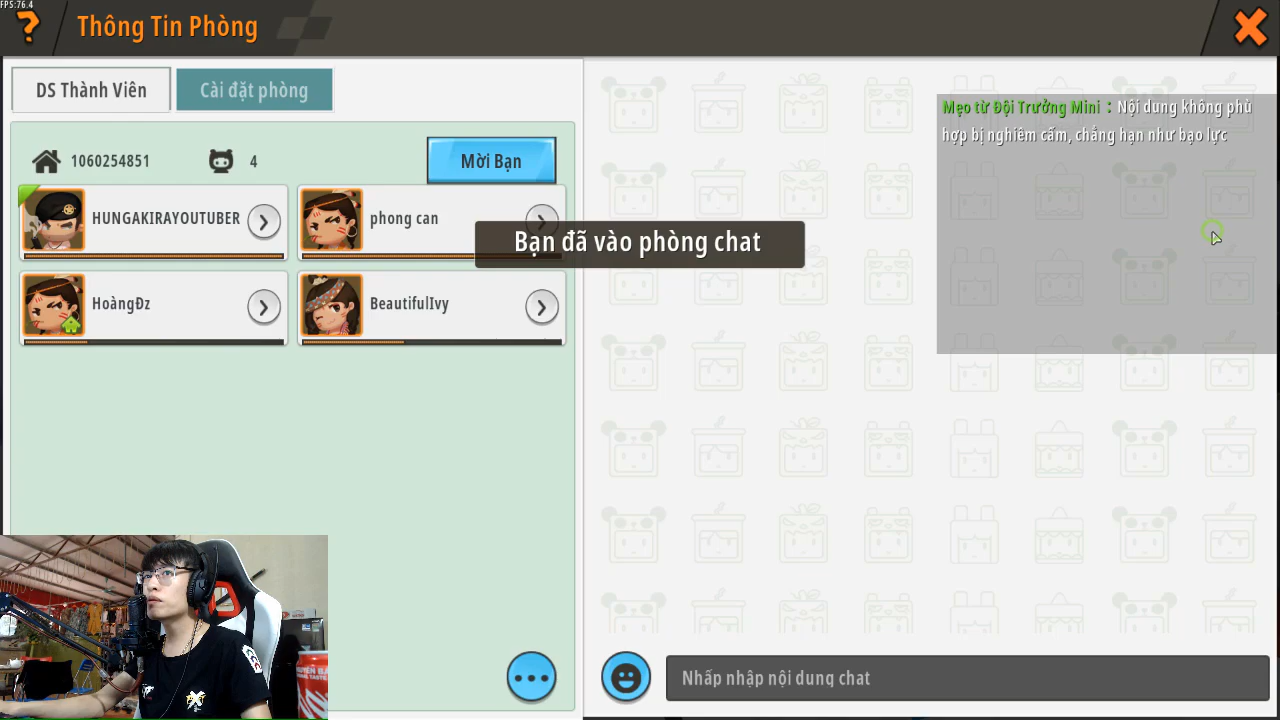 FPS:76.4
Thông Tin Phòng
DS Thành Viên
Cài đặt phòng
1060254851
4
Mời Bạn
HUNGAKIRAYOUTUBER
phong can
HoàngĐz
BeautifulIvy
Bạn đã vào phòng chat
Mẹo từ Đội Trưởng Mini : Nội dung không phù
hợp bị nghiêm cấm, chẳng hạn như bạo lực
Nhấp nhập nội dung chat